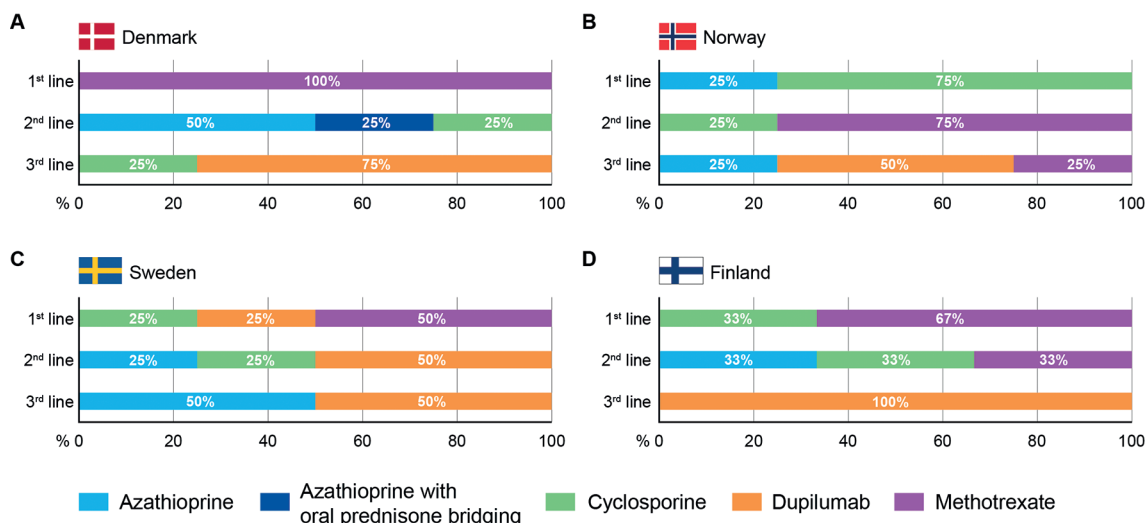 A
Denmark
1st line
100%
2nd line
50% 25% 25%
3rd line
25% 75%
% 0 20 40 60 80 100
B
Norway
1st line
25% 75%
2nd line
25% 75%
3rd line
25% 50% 25%
% 0 20 40 60 80 100
C
Sweden
1st line
25% 25% 50%
2nd line
25% 25% 50%
3rd line
50% 50%
% 0 20 40 60 80 100
D
Finland
1st line
33% 67%
2nd line
33% 33% 33%
3rd line
100%
% 0 20 40 60 80 100
Azathioprine
Azathioprine with
oral prednisone bridging
Cyclosporine
Dupilumab
Methotrexate